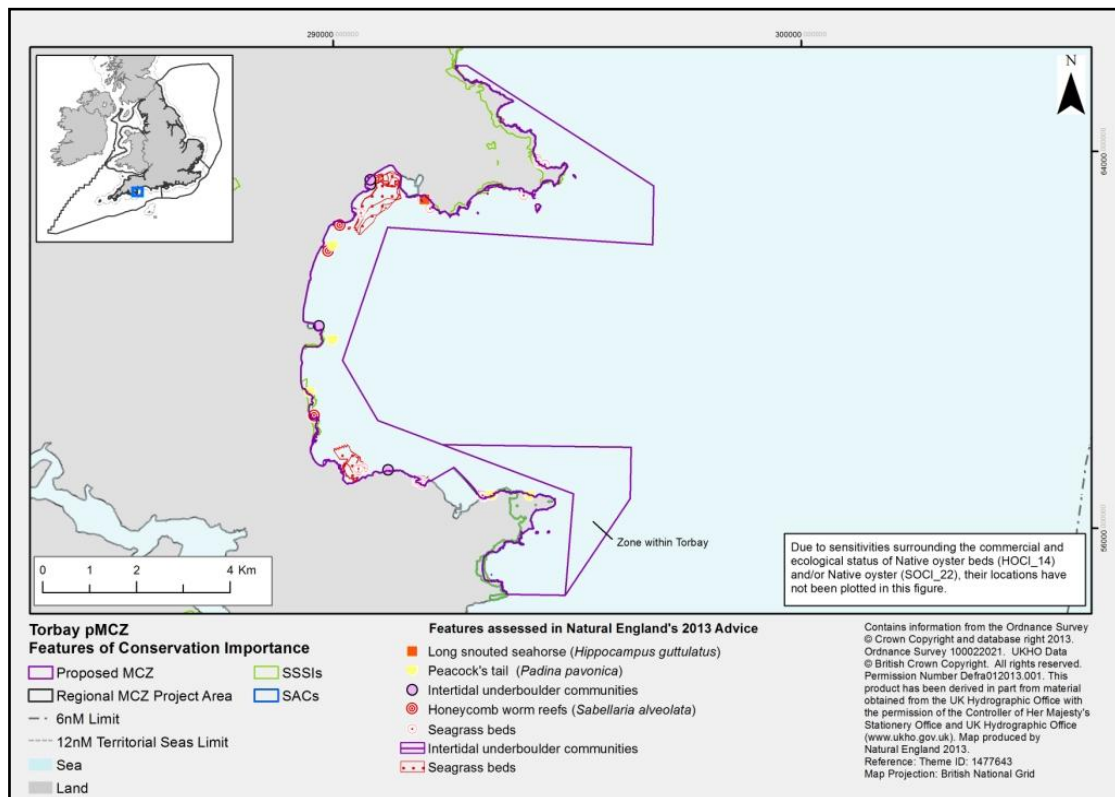 290000.000000
300000.000000
N
64000.000000
56000.000000
Zone within Torbay
Due to sensitivities surrounding the commercial and
ecological status of Native oyster beds (HOCI_14)
and/or Native oyster (SOCI_22), their locations have
not been plotted in this figure.
0 1 2 4 Km
Torbay pMCZ
Features of Conservation Importance
Proposed MCZ
SSSIs
Regional MCZ Project Area
SACs
6nM Limit
12nM Territorial Seas Limit
Sea
Land
Features assessed in Natural England's 2013 Advice
Long snouted seahorse (Hippocampus guttulatus)
Peacock's tail (Padina pavonica)
Intertidal underboulder communities
Honeycomb worm reefs (Sabellaria alveolata)
Seagrass beds
Intertidal underboulder communities
Seagrass beds
Contains information from the Ordnance Survey
© Crown Copyright and database right 2013.
Ordnance Survey 100022021. UKHO Data
© British Crown Copyright. All rights reserved.
Permission Number Defra012013.001. This
product has been derived in part from material
obtained from the UK Hydrographic Office with
the permission of the Controller of Her Majesty's
Stationery Office and UK Hydrographic Office
(www.ukho.gov.uk). Map produced by
Natural England 2013.
Reference: Theme ID: 1477643
Map Projection: British National Grid